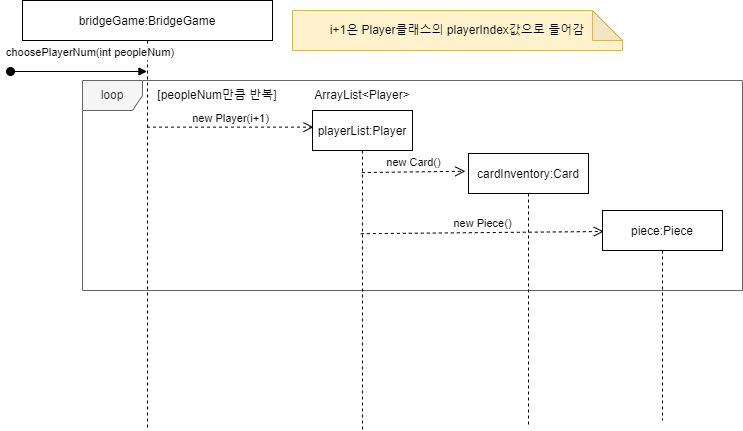 bridgeGame:BridgeGame
i+1은 Player클래스의 playerIndex값으로 들어감
choosePlayerNum(int peopleNum)
loop
[peopleNum만큼 반복]
ArrayList<Player>
new Player(i+1)
playerList:Player
new Card()
cardInventory:Card
new Piece()
piece:Piece